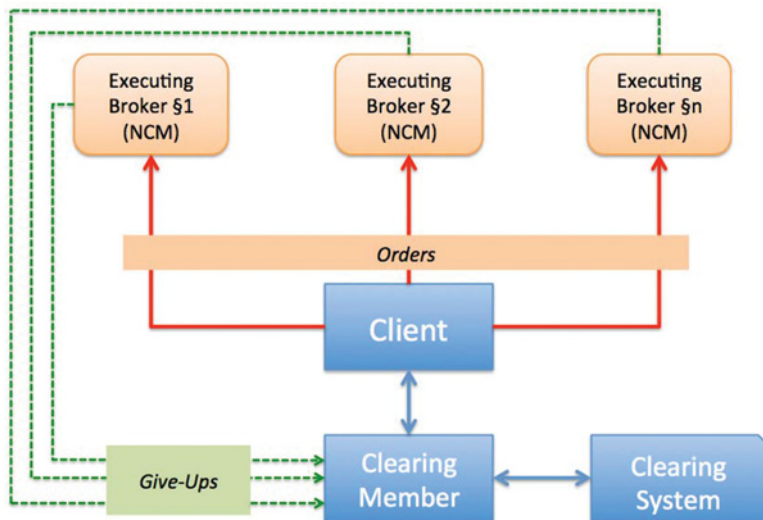 Executing
Broker §1
(NCM)
Executing
Broker §2
(NCM)
Executing
Broker §n
(NCM)
Orders
Client
Give-Ups
Clearing
Member
Clearing
System